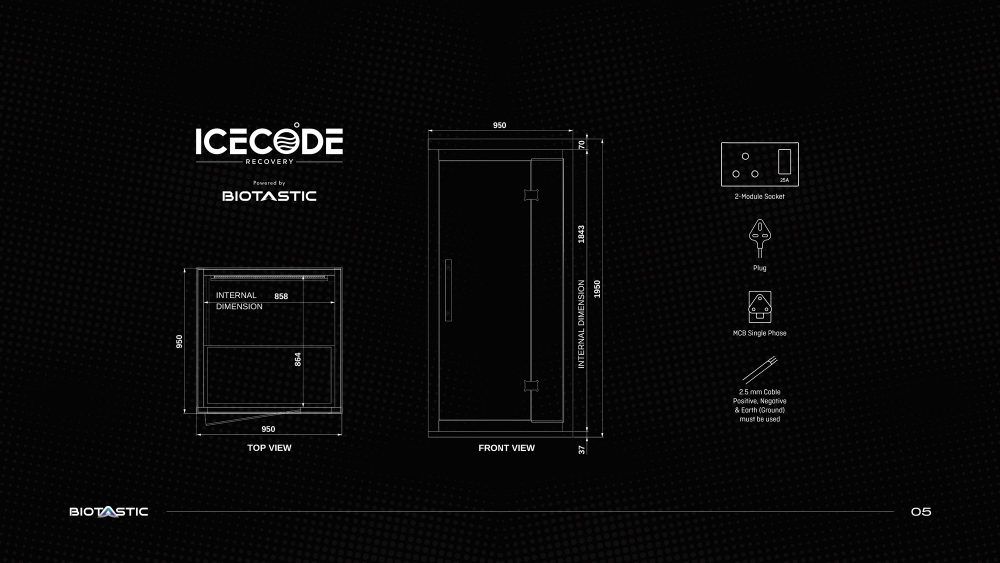 ICECODE
RECOVERY
Powered by
BIOTASTIC
INTERNAL
DIMENSION
858
864
950
950
TOP VIEW
950
70
1843
INTERNAL DIMENSION
1950
37
FRONT VIEW
25A
2-Module Socket
Plug
MCB Single Phase
2.5 mm Cable
Positive, Negative
& Earth (Ground)
must be used
BIOTASTIC
05